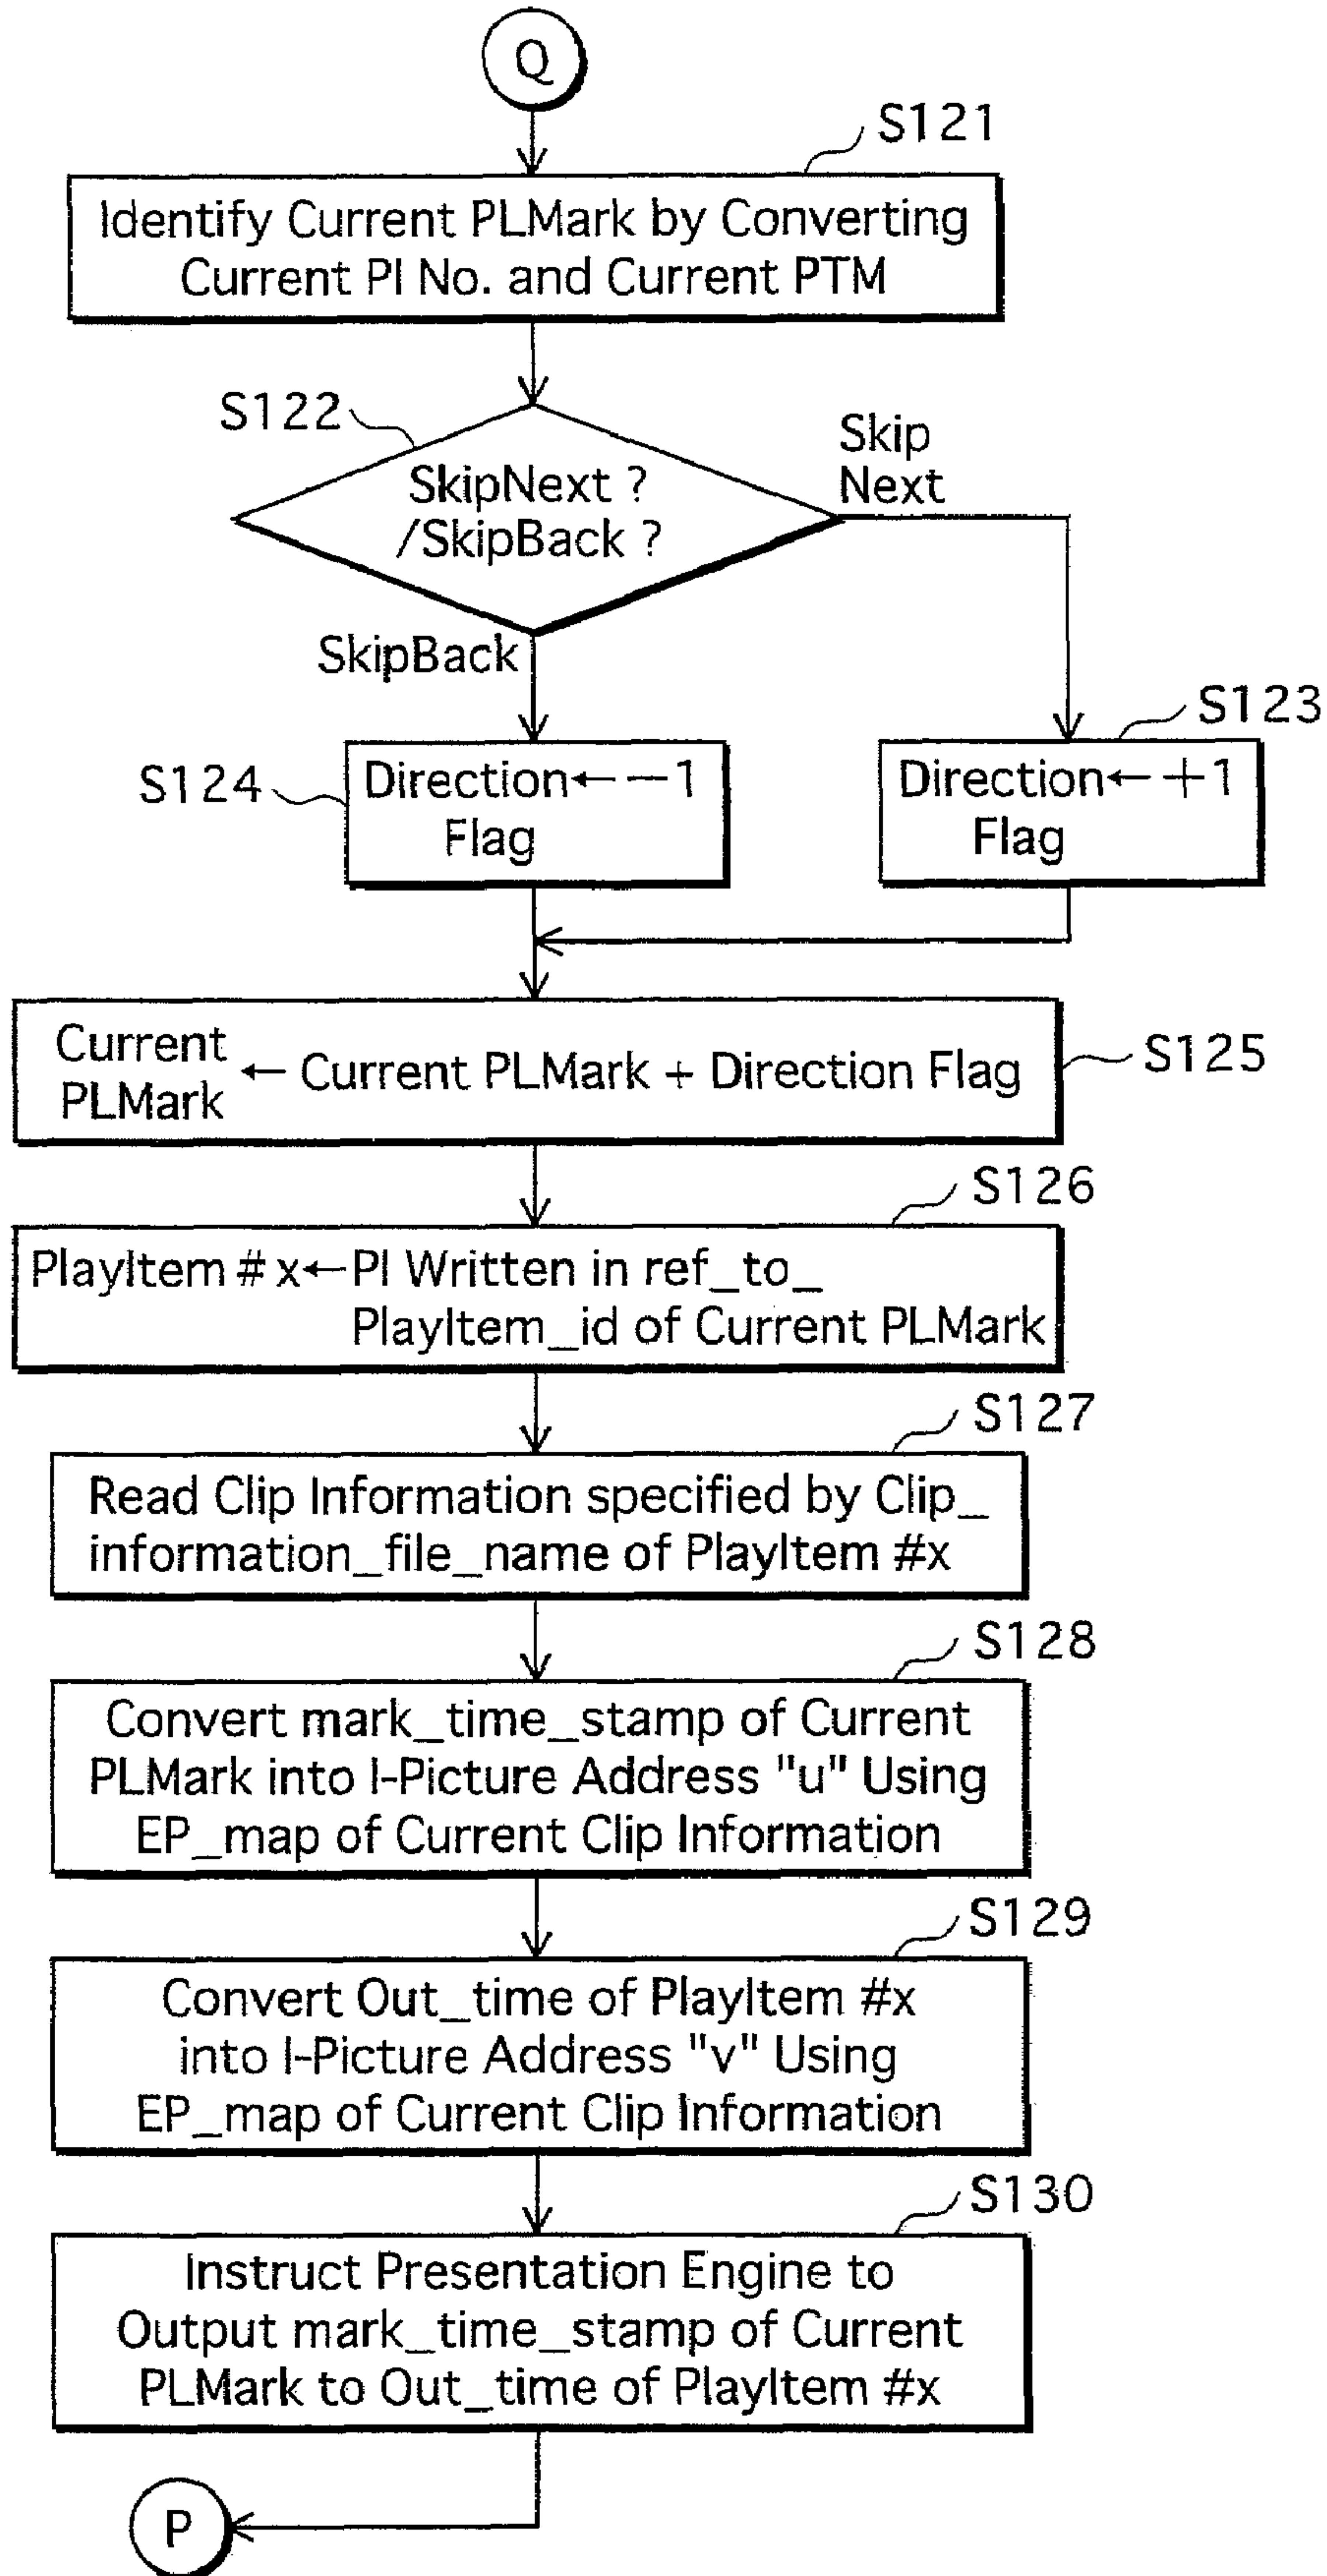 Q
S121
Identify Current PLMark by Converting
Current PI No. and Current PTM
S122
SkipNext ?
/SkipBack ?
Skip
Next
SkipBack
S123
S124
Direction← −1
Flag
Direction← +1
Flag
Current
PLMark
← Current PLMark + Direction Flag
S125
S126
PlayItem # x←PI Written in ref_to_
PlayItem_id of Current PLMark
S127
Read Clip Information specified by Clip_
information_file_name of PlayItem #x
S128
Convert mark_time_stamp of Current
PLMark into I-Picture Address "u" Using
EP_map of Current Clip Information
S129
Convert Out_time of PlayItem #x
into I-Picture Address "v" Using
EP_map of Current Clip Information
S130
Instruct Presentation Engine to
Output mark_time_stamp of Current
PLMark to Out_time of PlayItem #x
P